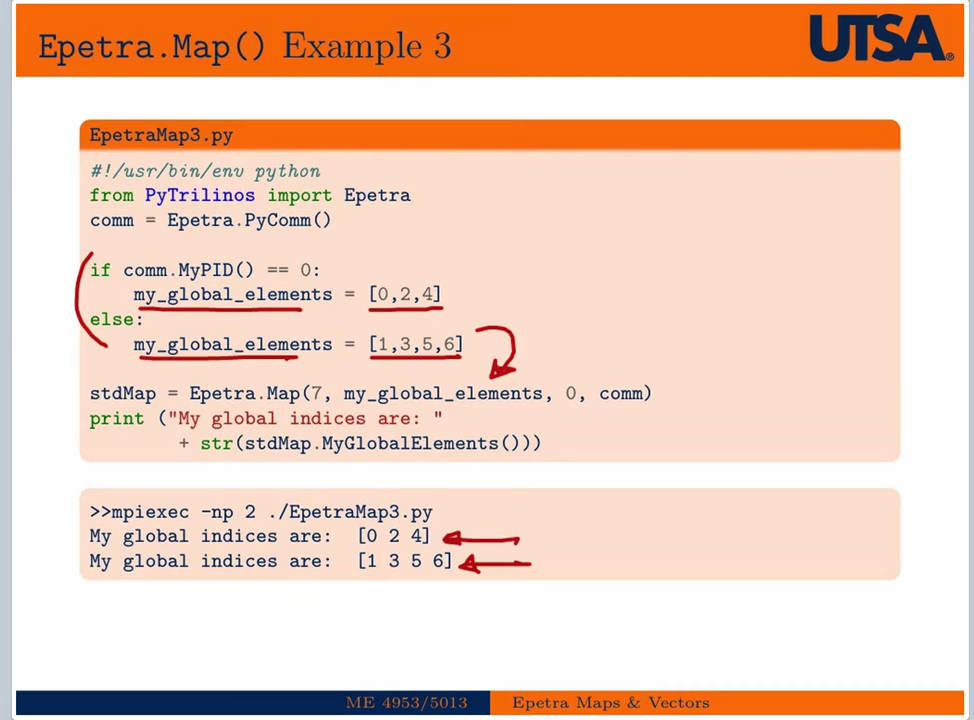 Epetra.Map() Example 3
UTSA®
EpetraMap3.py
#!/usr/bin/env python
from PyTrilinos import Epetra
comm = Epetra.PyComm()
if comm.MyPID() == 0:
    my_global_elements = [0,2,4]
else:
    my_global_elements = [1,3,5,6]
stdMap = Epetra.Map(7, my_global_elements, 0, comm)
print ("My global indices are: "
        + str(stdMap.MyGlobalElements()))
>>mpiexec -np 2 ./EpetraMap3.py
My global indices are:  [0 2 4]
My global indices are:  [1 3 5 6]
ME 4953/5013
Epetra Maps & Vectors